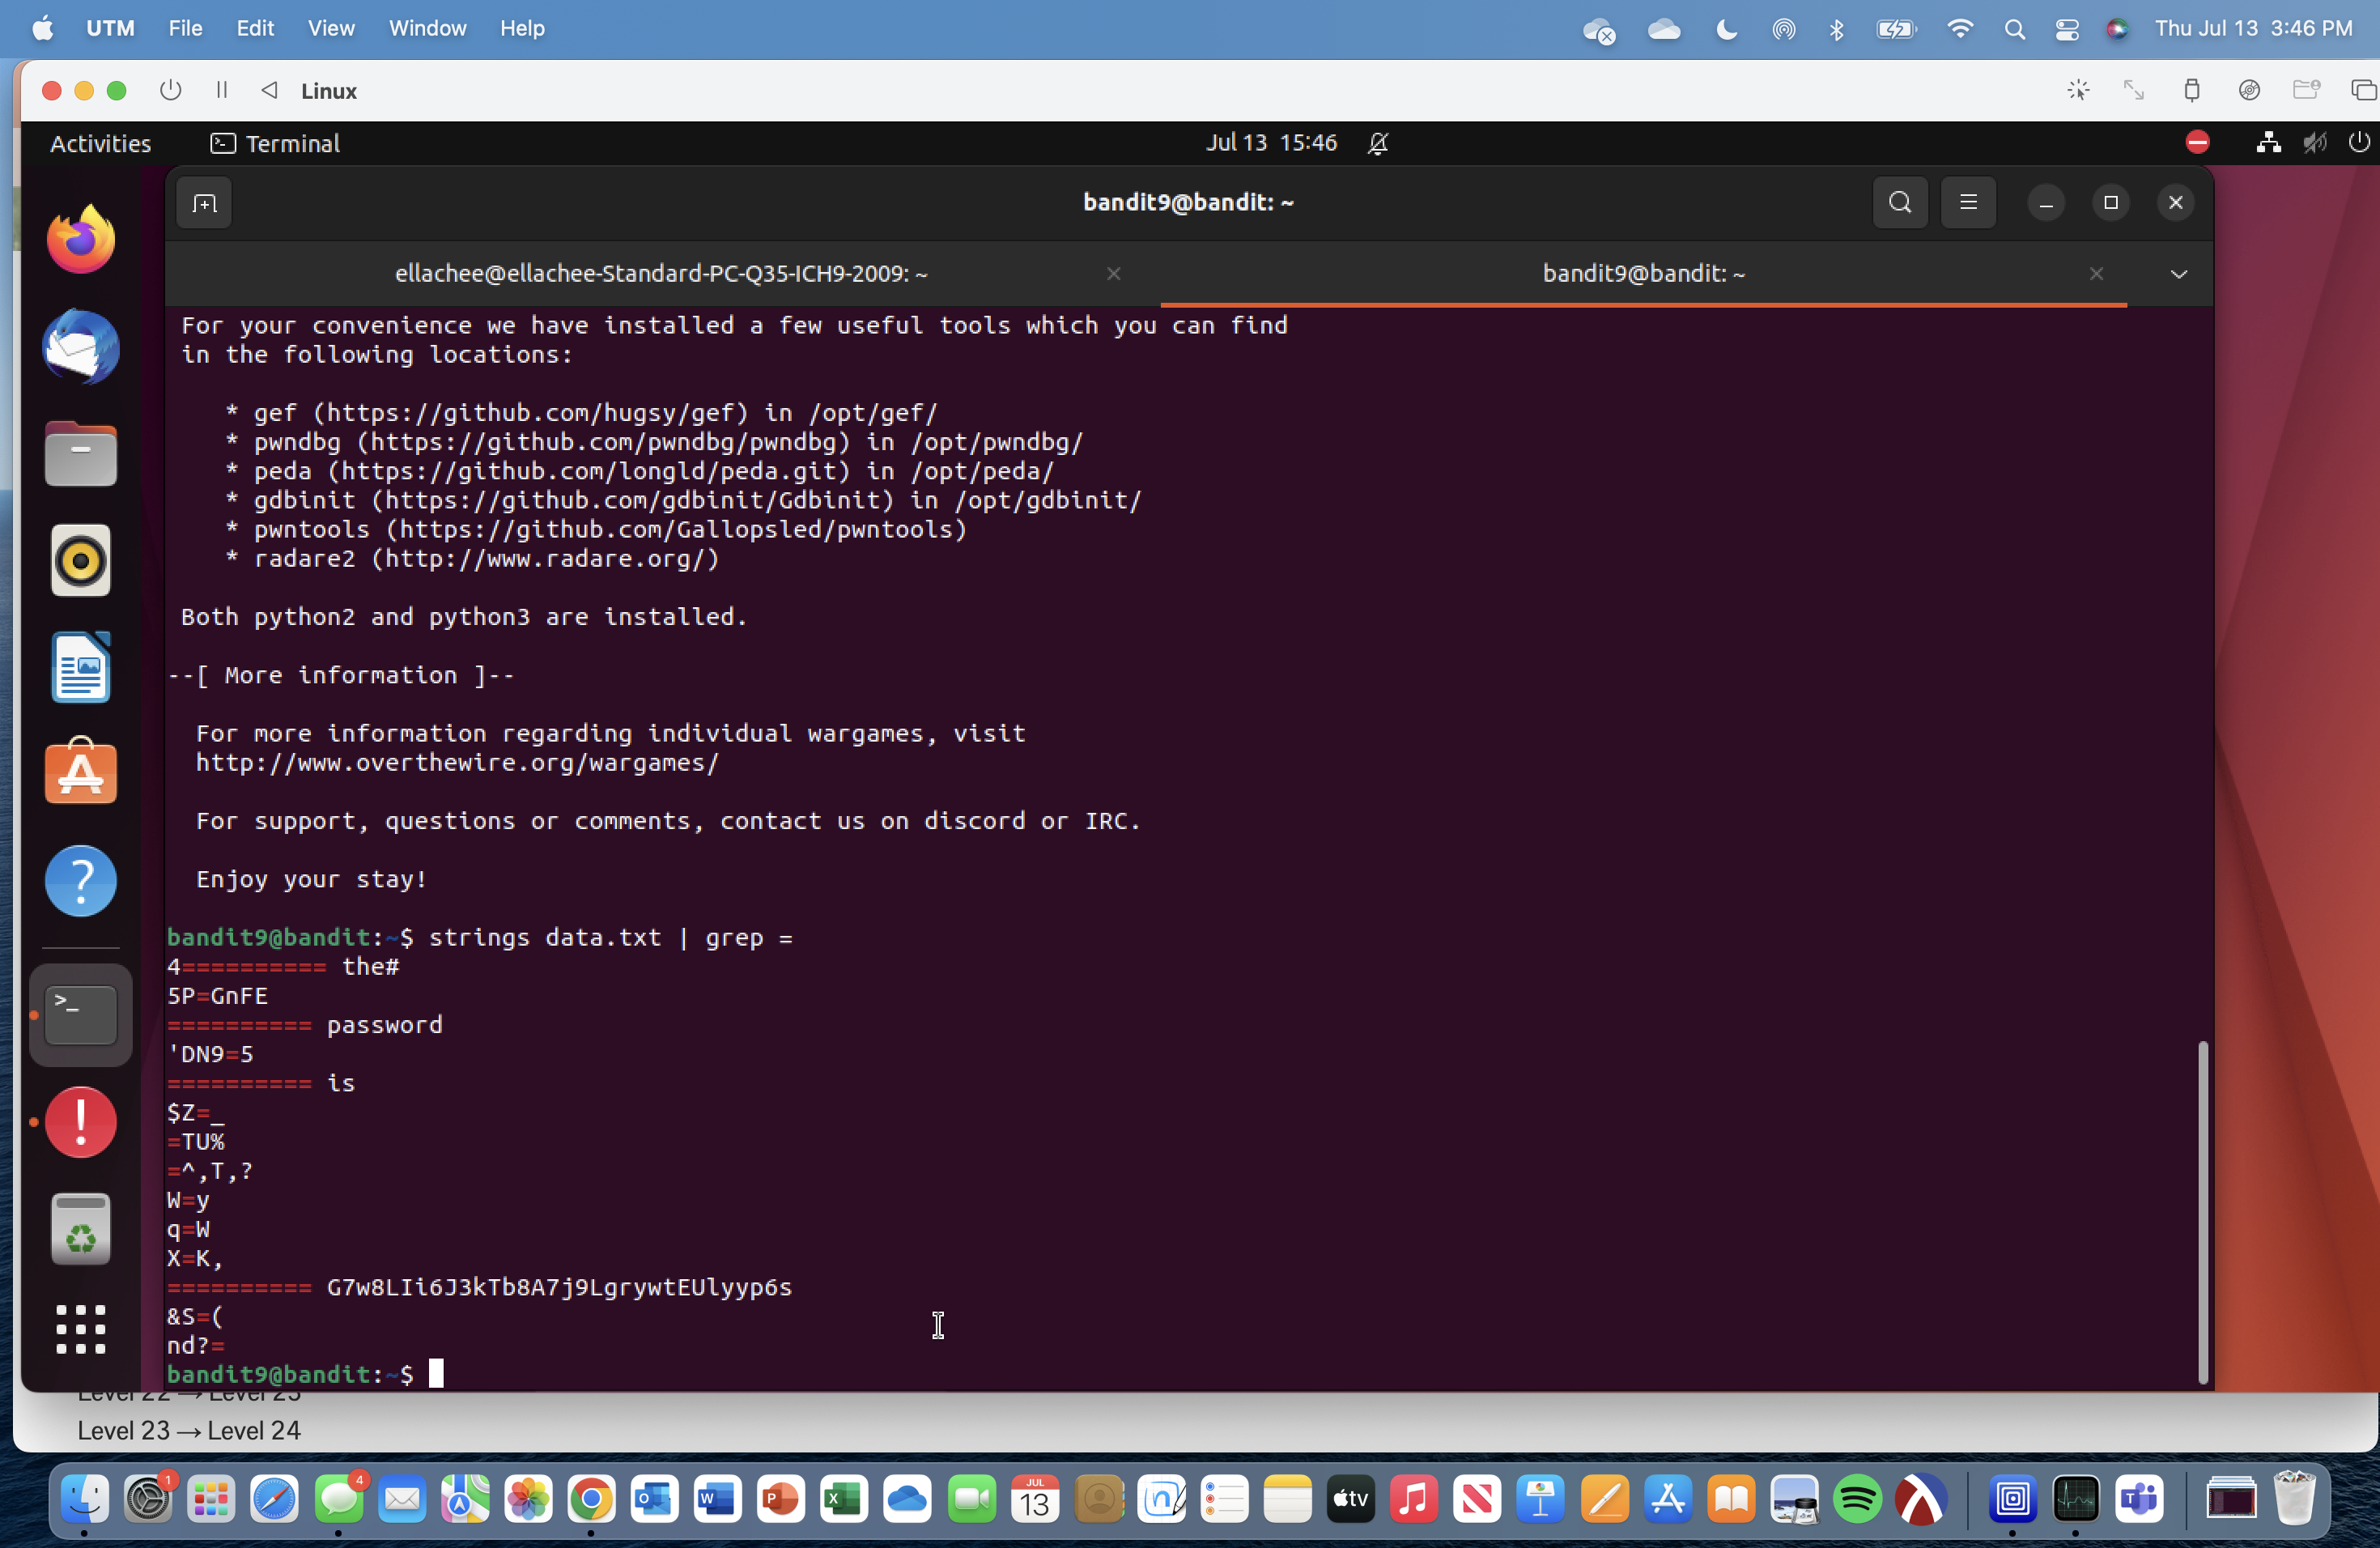 UTM File Edit View Window Help Thu Jul 13 3:46 PM
Linux
Activities Terminal Jul 13 15:46
bandit9@bandit: ~
ellachee@ellachee-Standard-PC-Q35-ICH9-2009: ~ bandit9@bandit: ~
For your convenience we have installed a few useful tools which you can find
in the following locations:
* gef (https://github.com/hugsy/gef) in /opt/gef/
* pwndbg (https://github.com/pwndbg/pwndbg) in /opt/pwndbg/
* peda (https://github.com/longld/peda.git) in /opt/peda/
* gdbinit (https://github.com/gdbinit/Gdbinit) in /opt/gdbinit/
* pwntools (https://github.com/Gallopsled/pwntools)
* radare2 (http://www.radare.org/)
Both python2 and python3 are installed.
--[ More information ]--
For more information regarding individual wargames, visit
http://www.overthewire.org/wargames/
For support, questions or comments, contact us on discord or IRC.
Enjoy your stay!
bandit9@bandit:~$ strings data.txt | grep =
4========== the#
5P=GnFE
========== password
'DN9=5
========== is
$Z=_
=TU%
=^,T,?
W=y
q=W
X=K,
========== G7w8LIi6J3kTb8A7j9LgrywtEUlyyp6s
&S=(
nd?=
bandit9@bandit:~$
Level 22 → Level 23
Level 23 → Level 24
1
4
JUL
13
tv